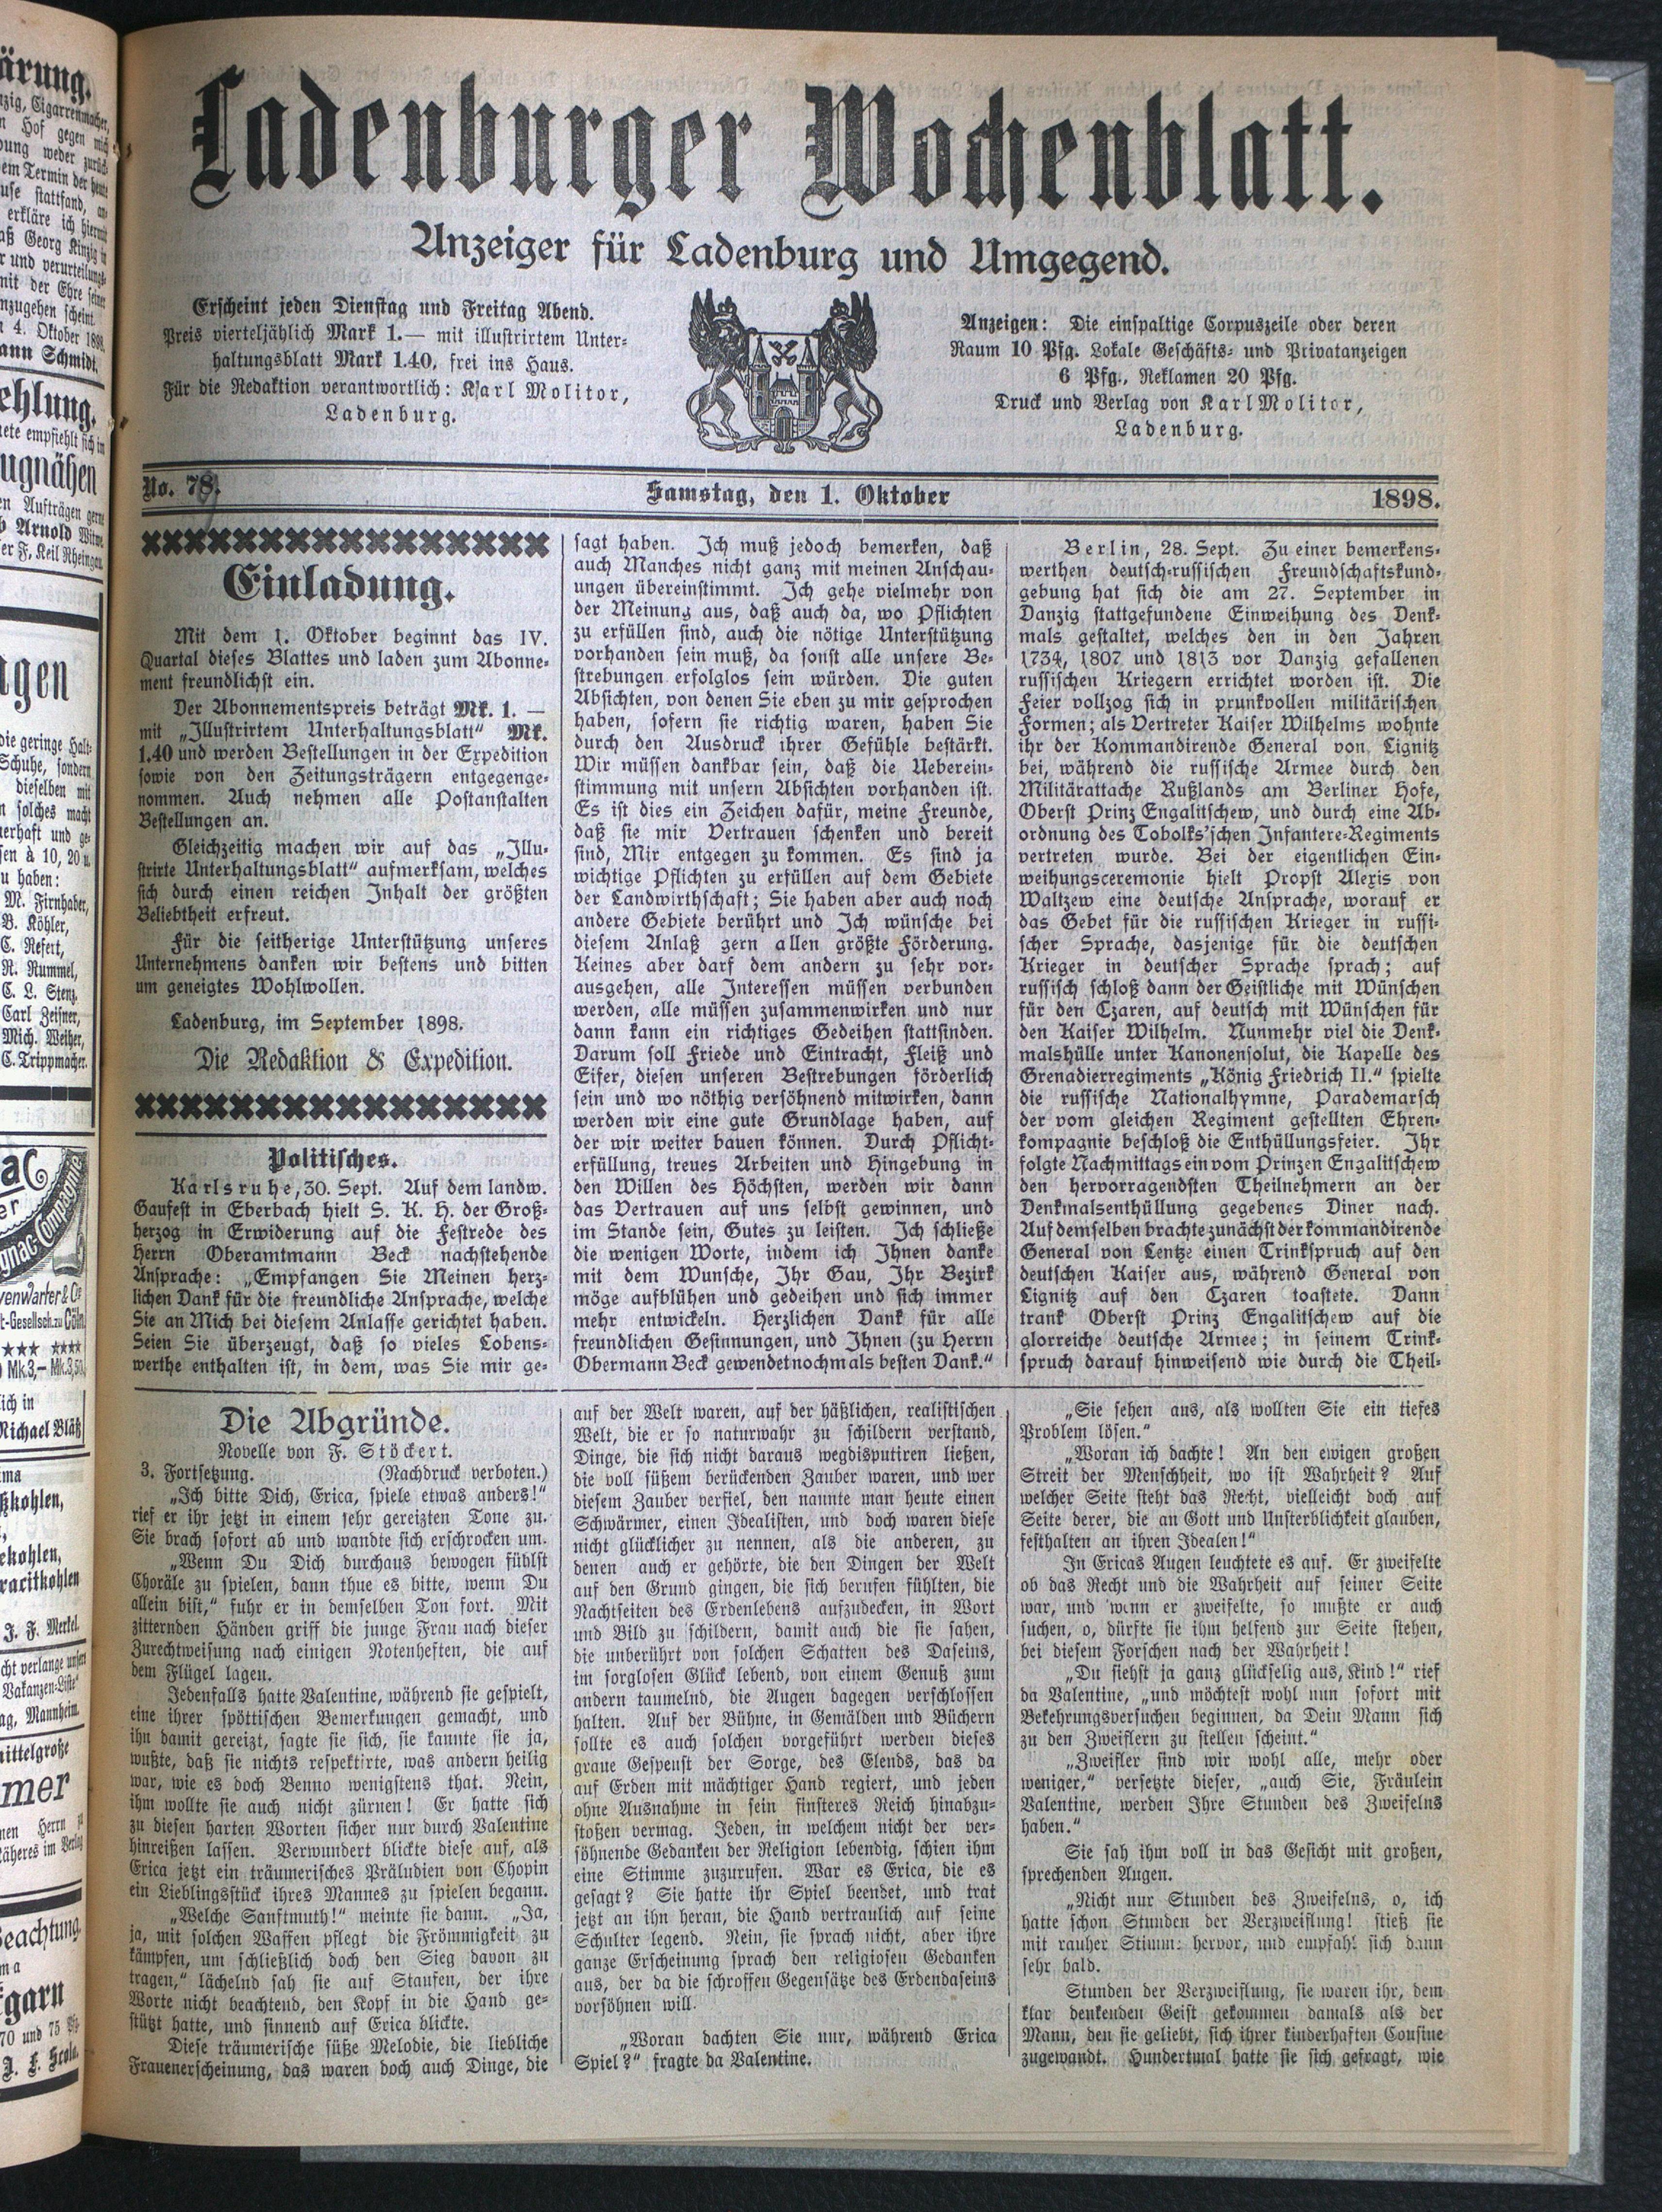 Ladenburger Wochenblatt.
Anzeiger für Ladenburg und Umgegend.
Erscheint jeden Dienstag und Freitag Abend.
Preis vierteljählich Mark 1.— mit illustrirtem Unter-
haltungsblatt Mark 1.40, frei ins Haus.
Für die Redaktion verantwortlich: Karl Molitor,
Ladenburg.
Anzeigen: Die einspaltige Corpuszeile oder deren
Raum 10 Pfg. Lokale Geschäfts- und Privatanzeigen
6 Pfg., Reklamen 20 Pfg.
Druck und Verlag von Karl Molitor,
Ladenburg.
No. 78.
Samstag, den 1. Oktober
1898.
Einladung.
Mit dem 1. Oktober beginnt das IV.
Quartal dieses Blattes und laden zum Abonne-
ment freundlichst ein.
Der Abonnementspreis beträgt Mk. 1. —
mit „Illustrirtem Unterhaltungsblatt“ Mk.
1.40 und werden Bestellungen in der Expedition
sowie von den Zeitungsträgern entgegenge-
nommen. Auch nehmen alle Postanstalten
Bestellungen an.
Gleichzeitig machen wir auf das „Illu-
strirte Unterhaltungsblatt“ aufmerksam, welches
sich durch einen reichen Inhalt der größten
Beliebtheit erfreut.
Für die seitherige Unterstützung unseres
Unternehmens danken wir bestens und bitten
um geneigtes Wohlwollen.
Ladenburg, im September 1898.
Die Redaktion & Expedition.
Politisches.
Karlsruhe, 30. Sept. Auf dem landw.
Gaufest in Eberbach hielt S. K. H. der Groß-
herzog in Erwiderung auf die Festrede des
Herrn Oberamtmann Beck nachstehende
Ansprache: „Empfangen Sie Meinen herz-
lichen Dank für die freundliche Ansprache, welche
Sie an Mich bei diesem Anlasse gerichtet haben.
Seien Sie überzeugt, daß so vieles Lobens-
werthe enthalten ist, in dem, was Sie mir ge-
sagt haben. Ich muß jedoch bemerken, daß
auch Manches nicht ganz mit meinen Anschau-
ungen übereinstimmt. Ich gehe vielmehr von
der Meinung aus, daß auch da, wo Pflichten
zu erfüllen sind, auch die nötige Unterstützung
vorhanden sein muß, da sonst alle unsere Be-
strebungen erfolglos sein würden. Die guten
Absichten, von denen Sie eben zu mir gesprochen
haben, sofern sie richtig waren, haben Sie
durch den Ausdruck ihrer Gefühle bestärkt.
Wir müssen dankbar sein, daß die Ueberein-
stimmung mit unsern Absichten vorhanden ist.
Es ist dies ein Zeichen dafür, meine Freunde,
daß sie mir Vertrauen schenken und bereit
sind, Mir entgegen zu kommen. Es sind ja
wichtige Pflichten zu erfüllen auf dem Gebiete
der Landwirthschaft; Sie haben aber auch noch
andere Gebiete berührt und Ich wünsche bei
diesem Anlaß gern allen größte Förderung.
Keines aber darf dem andern zu sehr vor-
ausgehen, alle Interessen müssen verbunden
werden, alle müssen zusammenwirken und nur
dann kann ein richtiges Gedeihen stattfinden.
Darum soll Friede und Eintracht, Fleiß und
Eifer, diesen unseren Bestrebungen förderlich
sein und wo nöthig versöhnend mitwirken, dann
werden wir eine gute Grundlage haben, auf
der wir weiter bauen können. Durch Pflicht-
erfüllung, treues Arbeiten und Hingebung in
den Willen des Höchsten, werden wir dann
das Vertrauen auf uns selbst gewinnen, und
im Stande sein, Gutes zu leisten. Ich schließe
die wenigen Worte, indem ich Ihnen danke
mit dem Wunsche, Ihr Gau, Ihr Bezirk
möge aufblühen und gedeihen und sich immer
mehr entwickeln. Herzlichen Dank für alle
freundlichen Gesinnungen, und Ihnen (zu Herrn
Obermann Beck gewendet nochmals besten Dank.“
Berlin, 28. Sept. Zu einer bemerkens-
werthen deutsch-russischen Freundschaftskund-
gebung hat sich die am 27. September in
Danzig stattgefundene Einweihung des Denk-
mals gestaltet, welches den in den Jahren
1734, 1807 und 1813 vor Danzig gefallenen
russischen Kriegern errichtet worden ist. Die
Feier vollzog sich in prunkvollen militärischen
Formen; als Vertreter Kaiser Wilhelms wohnte
ihr der Kommandirende General von Lignitz
bei, während die russische Armee durch den
Militärattache Rußlands am Berliner Hofe,
Oberst Prinz Engalitschew, und durch eine Ab-
ordnung des Tobolks'schen Infantere-Regiments
vertreten wurde. Bei der eigentlichen Ein-
weihungsceremonie hielt Propst Alexis von
Waltzew eine deutsche Ansprache, worauf er
das Gebet für die russischen Krieger in russi-
scher Sprache, dasjenige für die deutschen
Krieger in deutscher Sprache sprach; auf
russisch schloß dann der Geistliche mit Wünschen
für den Czaren, auf deutsch mit Wünschen für
den Kaiser Wilhelm. Nunmehr viel die Denk-
malshülle unter Kanonensolut, die Kapelle des
Grenadierregiments „König Friedrich II.“ spielte
die russische Nationalhymne, Parademarsch
der vom gleichen Regiment gestellten Ehren-
kompagnie beschloß die Enthüllungsfeier. Ihr
folgte Nachmittags ein vom Prinzen Engalitschew
den hervorragendsten Theilnehmern an der
Denkmalsenthüllung gegebenes Diner nach.
Auf demselben brachte zunächst der kommandirende
General von Lentze einen Trinkspruch auf den
deutschen Kaiser aus, während General von
Lignitz auf den Czaren toastete. Dann
trank Oberst Prinz Engalitschew auf die
glorreiche deutsche Armee; in seinem Trink-
spruch darauf hinweisend wie durch die Theil-
Die Abgründe.
Novelle von F. Stöckert.
3. Fortsetzung. (Nachdruck verboten.)
„Ich bitte Dich, Erica, spiele etwas anders!“
rief er ihr jetzt in einem sehr gereizten Tone zu.
Sie brach sofort ab und wandte sich erschrocken um.
„Wenn Du Dich durchaus bewogen fühlst
Choräle zu spielen, dann thue es bitte, wenn Du
allein bist,“ fuhr er in demselben Ton fort. Mit
zitternden Händen griff die junge Frau nach dieser
Zurechtweisung nach einigen Notenheften, die auf
dem Flügel lagen.
Jedenfalls hatte Valentine, während sie gespielt,
eine ihrer spöttischen Bemerkungen gemacht, und
ihn damit gereizt, sagte sie sich, sie kannte sie ja,
wußte, daß sie nichts respektirte, was andern heilig
war, wie es doch Benno wenigstens that. Nein,
ihm wollte sie auch nicht zürnen! Er hatte sich
zu diesen harten Worten sicher nur durch Valentine
hinreißen lassen. Verwundert blickte diese auf, als
Erica jetzt ein träumerisches Präludien von Chopin
ein Lieblingsstück ihres Mannes zu spielen begann.
„Welche Sanftmuth!“ meinte sie dann. „Ja,
ja, mit solchen Waffen pflegt die Frömmigkeit zu
kämpfen, um schließlich doch den Sieg davon zu
tragen,“ lächelnd sah sie auf Staufen, der ihre
Worte nicht beachtend, den Kopf in die Hand ge-
stützt hatte, und sinnend auf Erica blickte.
Diese träumerische süße Melodie, die liebliche
Frauenerscheinung, das waren doch auch Dinge, die
auf der Welt waren, auf der häßlichen, realistischen
Welt, die er so naturwahr zu schildern verstand,
Dinge, die sich nicht daraus wegdisputiren ließen,
die voll süßem berückenden Zauber waren, und wer
diesem Zauber verfiel, den nannte man heute einen
Schwärmer, einen Idealisten, und doch waren diese
nicht glücklicher zu nennen, als die anderen, zu
denen auch er gehörte, die den Dingen der Welt
auf den Grund gingen, die sich berufen fühlten, die
Nachtseiten des Erdenlebens aufzudecken, in Wort
und Bild zu schildern, damit auch die sie sahen,
die unberührt von solchen Schatten des Daseins,
im sorglosen Glück lebend, von einem Genuß zum
andern taumelnd, die Augen dagegen verschlossen
halten. Auf der Bühne, in Gemälden und Büchern
sollte es auch solchen vorgeführt werden dieses
graue Gespenst der Sorge, des Elends, das da
auf Erden mit mächtiger Hand regiert, und jeden
ohne Ausnahme in sein finsteres Reich hinabzu-
stoßen vermag. Jeden, in welchem nicht der ver-
söhnende Gedanken der Religion lebendig, schien ihm
eine Stimme zuzurufen. War es Erica, die es
gesagt? Sie hatte ihr Spiel beendet, und trat
jetzt an ihn heran, die Hand vertraulich auf seine
Schulter legend. Nein, sie sprach nicht, aber ihre
ganze Erscheinung sprach den religiosen Gedanken
aus, der da die schroffen Gegensätze des Erdendaseins
vorsöhnen will.
„Woran dachten Sie nur, während Erica
Spiel?“ fragte da Valentine.
„Sie sehen aus, als wollten Sie ein tiefes
Problem lösen.“
„Woran ich dachte! An den ewigen großen
Streit der Menschheit, wo ist Wahrheit? Auf
welcher Seite steht das Recht, vielleicht doch auf
Seite derer, die an Gott und Unsterblichkeit glauben,
festhalten an ihren Idealen!“
In Ericas Augen leuchtete es auf. Er zweifelte
ob das Recht und die Wahrheit auf seiner Seite
war, und wenn er zweifelte, so mußte er auch
suchen, o, dürfte sie ihm helfend zur Seite stehen,
bei diesem Forschen nach der Wahrheit!
„Du siehst ja ganz glückselig aus, Kind!“ rief
da Valentine, „und möchtest wohl nun sofort mit
Bekehrungsversuchen beginnen, da Dein Mann sich
zu den Zweiflern zu stellen scheint.“
„Zweifler sind wir wohl alle, mehr oder
weniger,“ versetzte dieser, „auch Sie, Fräulein
Valentine, werden Ihre Stunden des Zweifelns
haben.“
Sie sah ihm voll in das Gesicht mit großen,
sprechenden Augen.
„Nicht nur Stunden des Zweifelns, o, ich
hatte schon Stunden der Verzweiflung! stieß sie
mit rauher Stimme hervor, und empfahl sich dann
sehr bald.
Stunden der Verzweiflung, sie waren ihr, dem
klar denkenden Geist gekommen damals als der
Mann, den sie geliebt, sich ihrer kinderhaften Cousine
zugewandt. Hundertmal hatte sie sich gefragt, wie